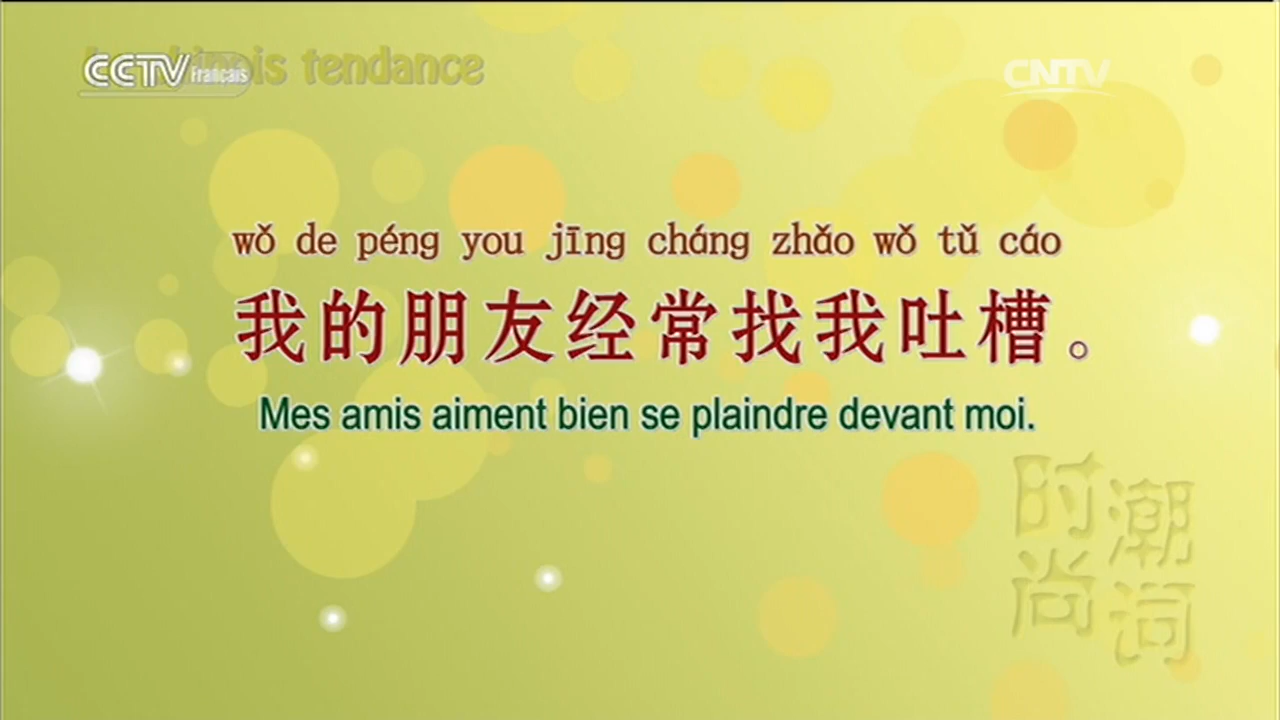 CCTV Français
tendance
CNTV
wǒ de péng you jīng cháng zhǎo wǒ tǔ cáo
我的朋友经常找我吐槽。
Mes amis aiment bien se plaindre devant moi.
时尚
潮词